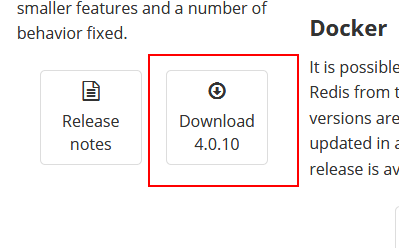 smaller features and a number of
behavior fixed.
Release
notes
Download
4.0.10
Docker
It is possible
Redis from t
versions are
updated in a
release is av